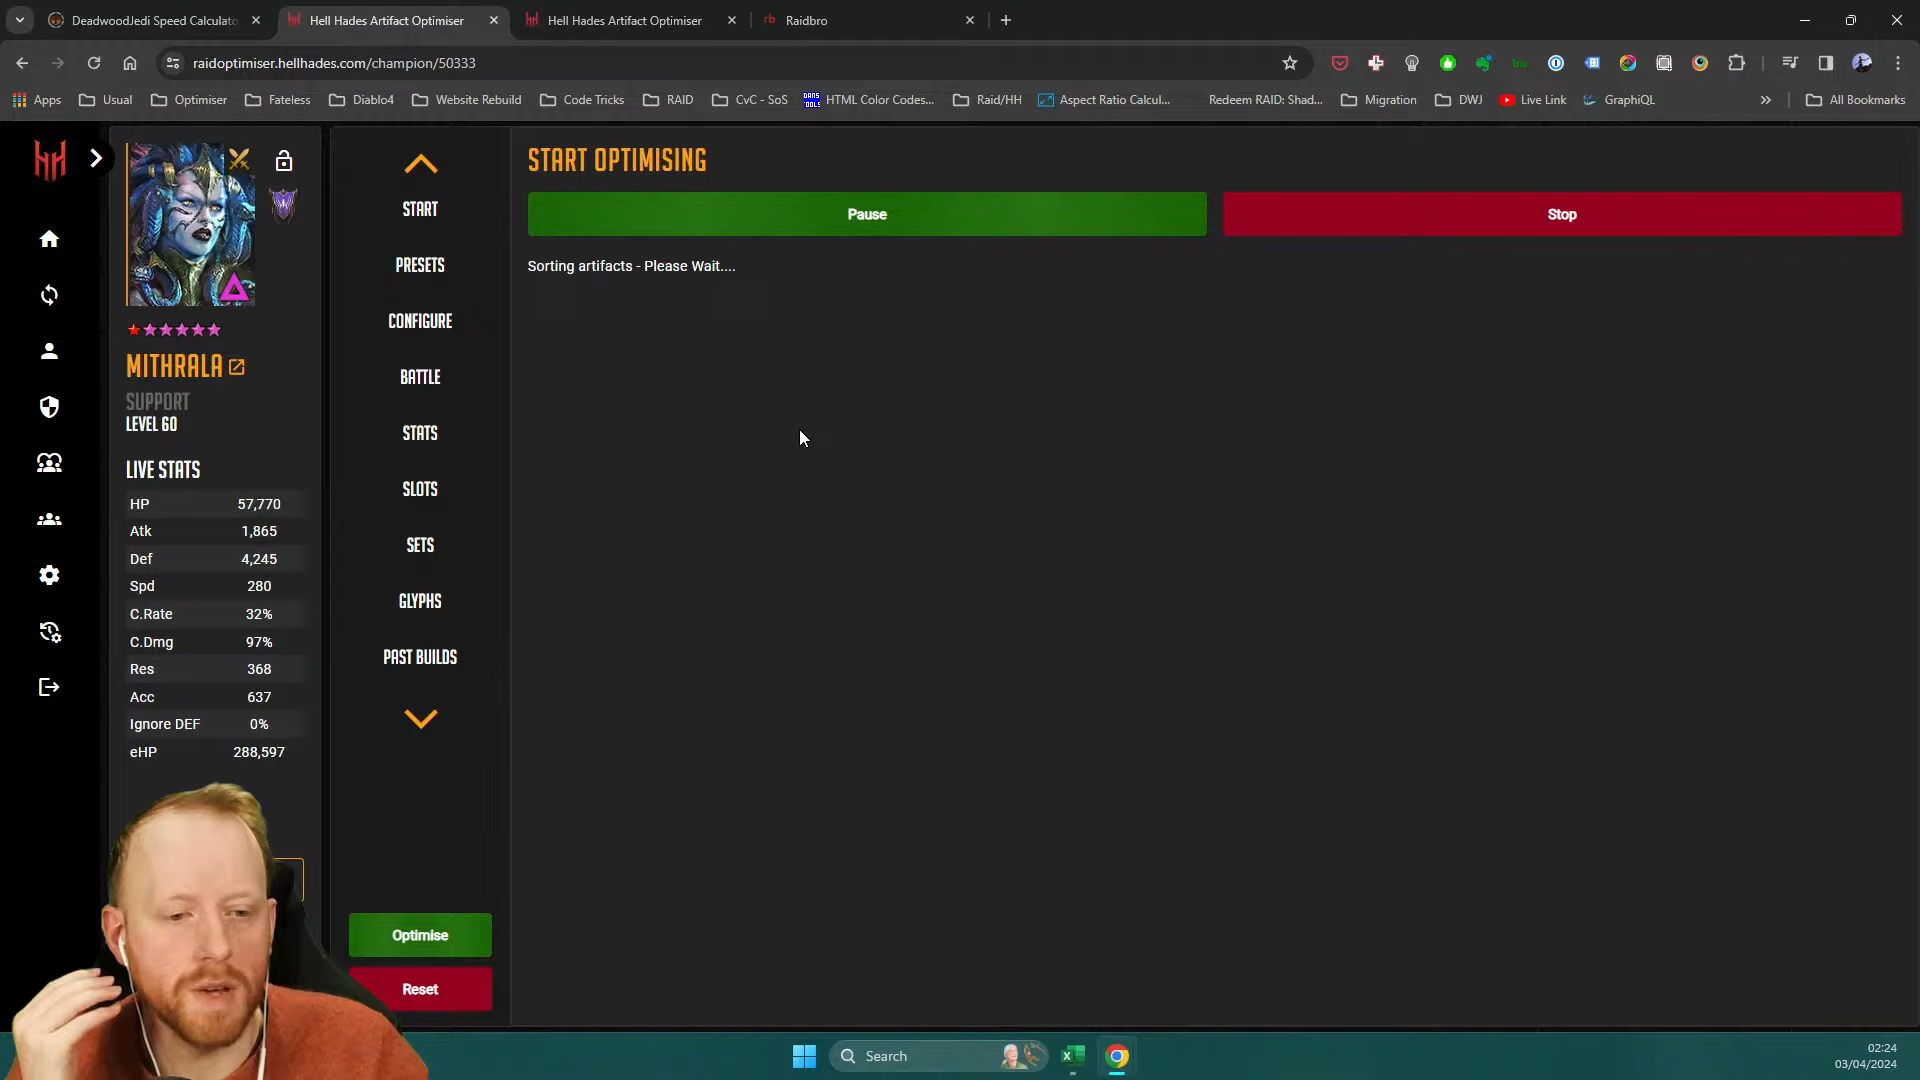 DeadwoodJedi Speed Calculato
Hell Hades Artifact Optimiser
Hell Hades Artifact Optimiser
rb Raidbro
raidoptimiser.hellhades.com/champion/50333
Apps
Usual
Optimiser
Fateless
Diablo4
Website Rebuild
Code Tricks
RAID
CvC - SoS
HTML Color Codes...
Raid/HH
Aspect Ratio Calcul...
Redeem RAID: Shad...
Migration
DWJ
Live Link
GraphiQL
All Bookmarks
MITHRALA
SUPPORT
LEVEL 60
LIVE STATS
HP 57,770
Atk 1,865
Def 4,245
Spd 280
C.Rate 32%
C.Dmg 97%
Res 368
Acc 637
Ignore DEF 0%
eHP 288,597
START
PRESETS
CONFIGURE
BATTLE
STATS
SLOTS
SETS
GLYPHS
PAST BUILDS
Optimise
Reset
START OPTIMISING
Pause
Stop
Sorting artifacts - Please Wait....
Search
02:24
03/04/2024